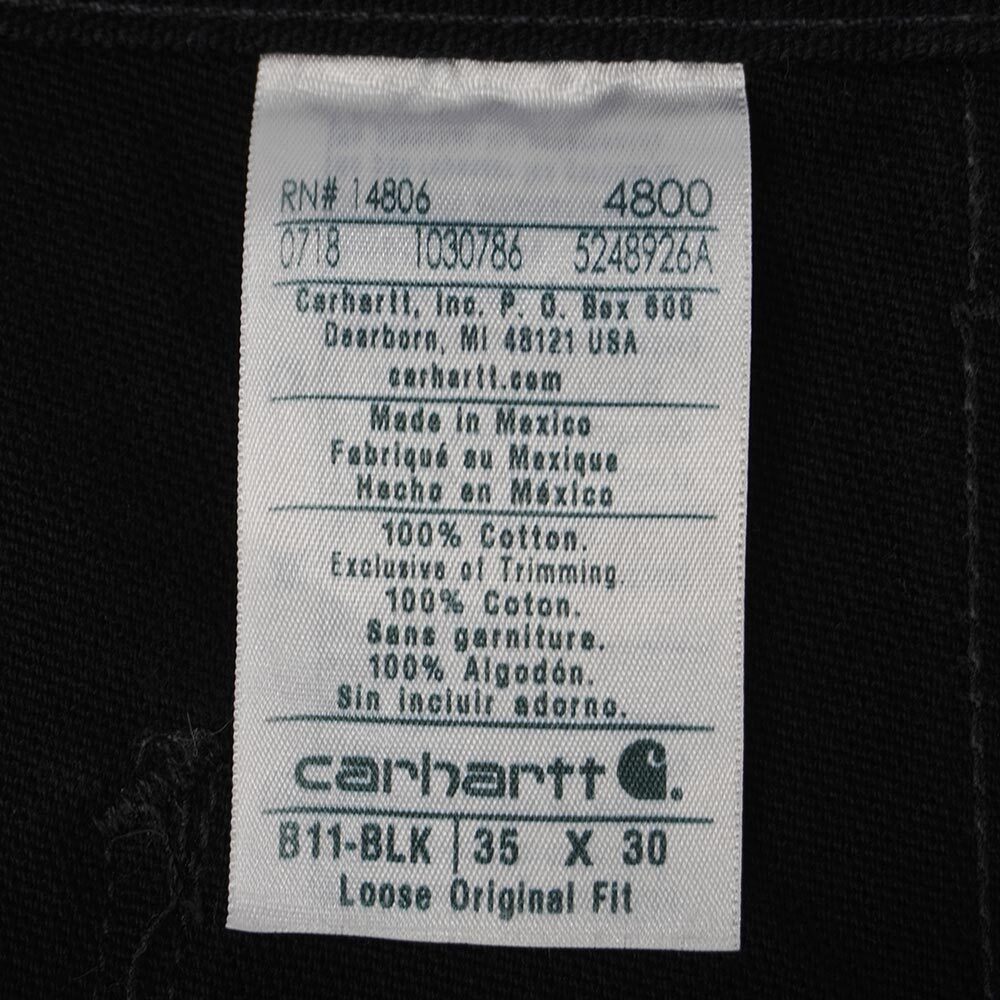 RN# 14806 4800
0718 1030786 5248926A
Carhartt, Inc. P. O. Box 600
Dearborn, MI 48121 USA
carhartt.com
Made in Mexico
Fabriqué au Mexique
Hecho en México
100% Cotton.
Exclusive of Trimming.
100% Coton.
Sans garniture.
100% Algodón.
Sin incluir adorno.
carhartt
B11-BLK | 35 X 30
Loose Original Fit